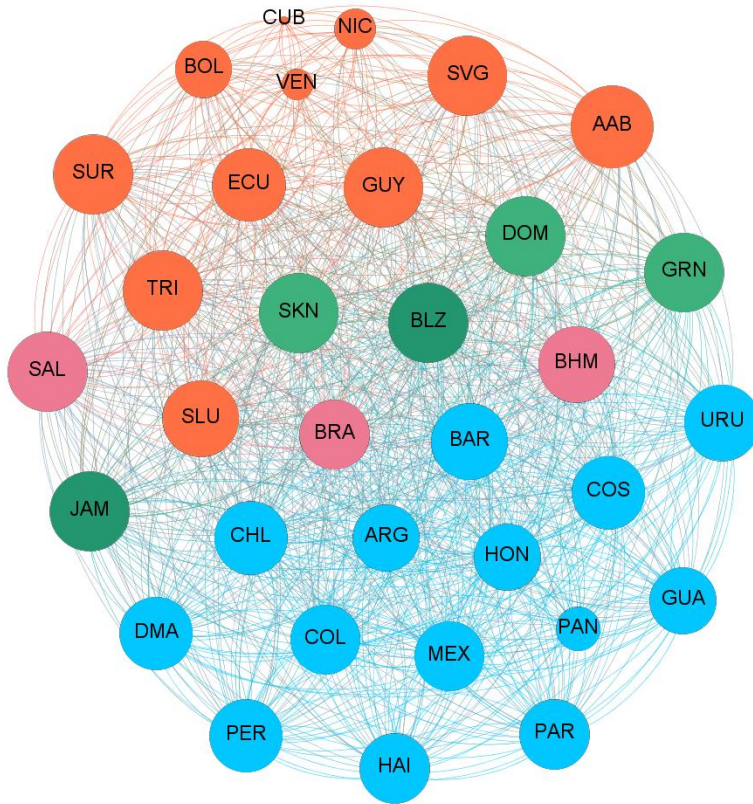 CUB
NIC
BOL
VEN
SVG
AAB
SUR
ECU
GUY
DOM
GRN
TRI
SKN
BLZ
SAL
BHM
SLU
BRA
BAR
URU
JAM
CHL
ARG
HON
COS
DMA
COL
MEX
PAN
GUA
PER
HAI
PAR